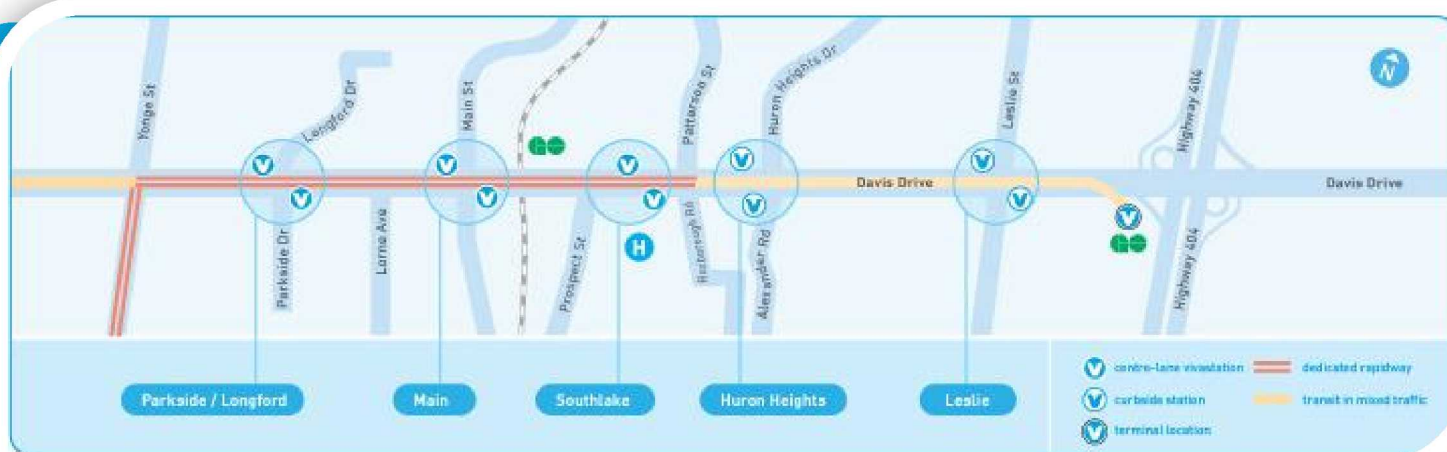 Yonge St
Longford Dr
Main St
GO
Patterson St
Huron Heights Dr
Leslie St
Highway 404
N
V
V
V
V
V
Davis Drive
Davis Drive
V
V
V
V
V
V
GO
H
Parkside Dr
Lorne Ave
Prospect St
Roxborough Rd
Alexander Rd
Highway 404
Parkside / Longford
Main
Southlake
Huron Heights
Leslie
V centre-lane vivastation
dedicated rapidway
V curbside station
transit in mixed traffic
V terminal location